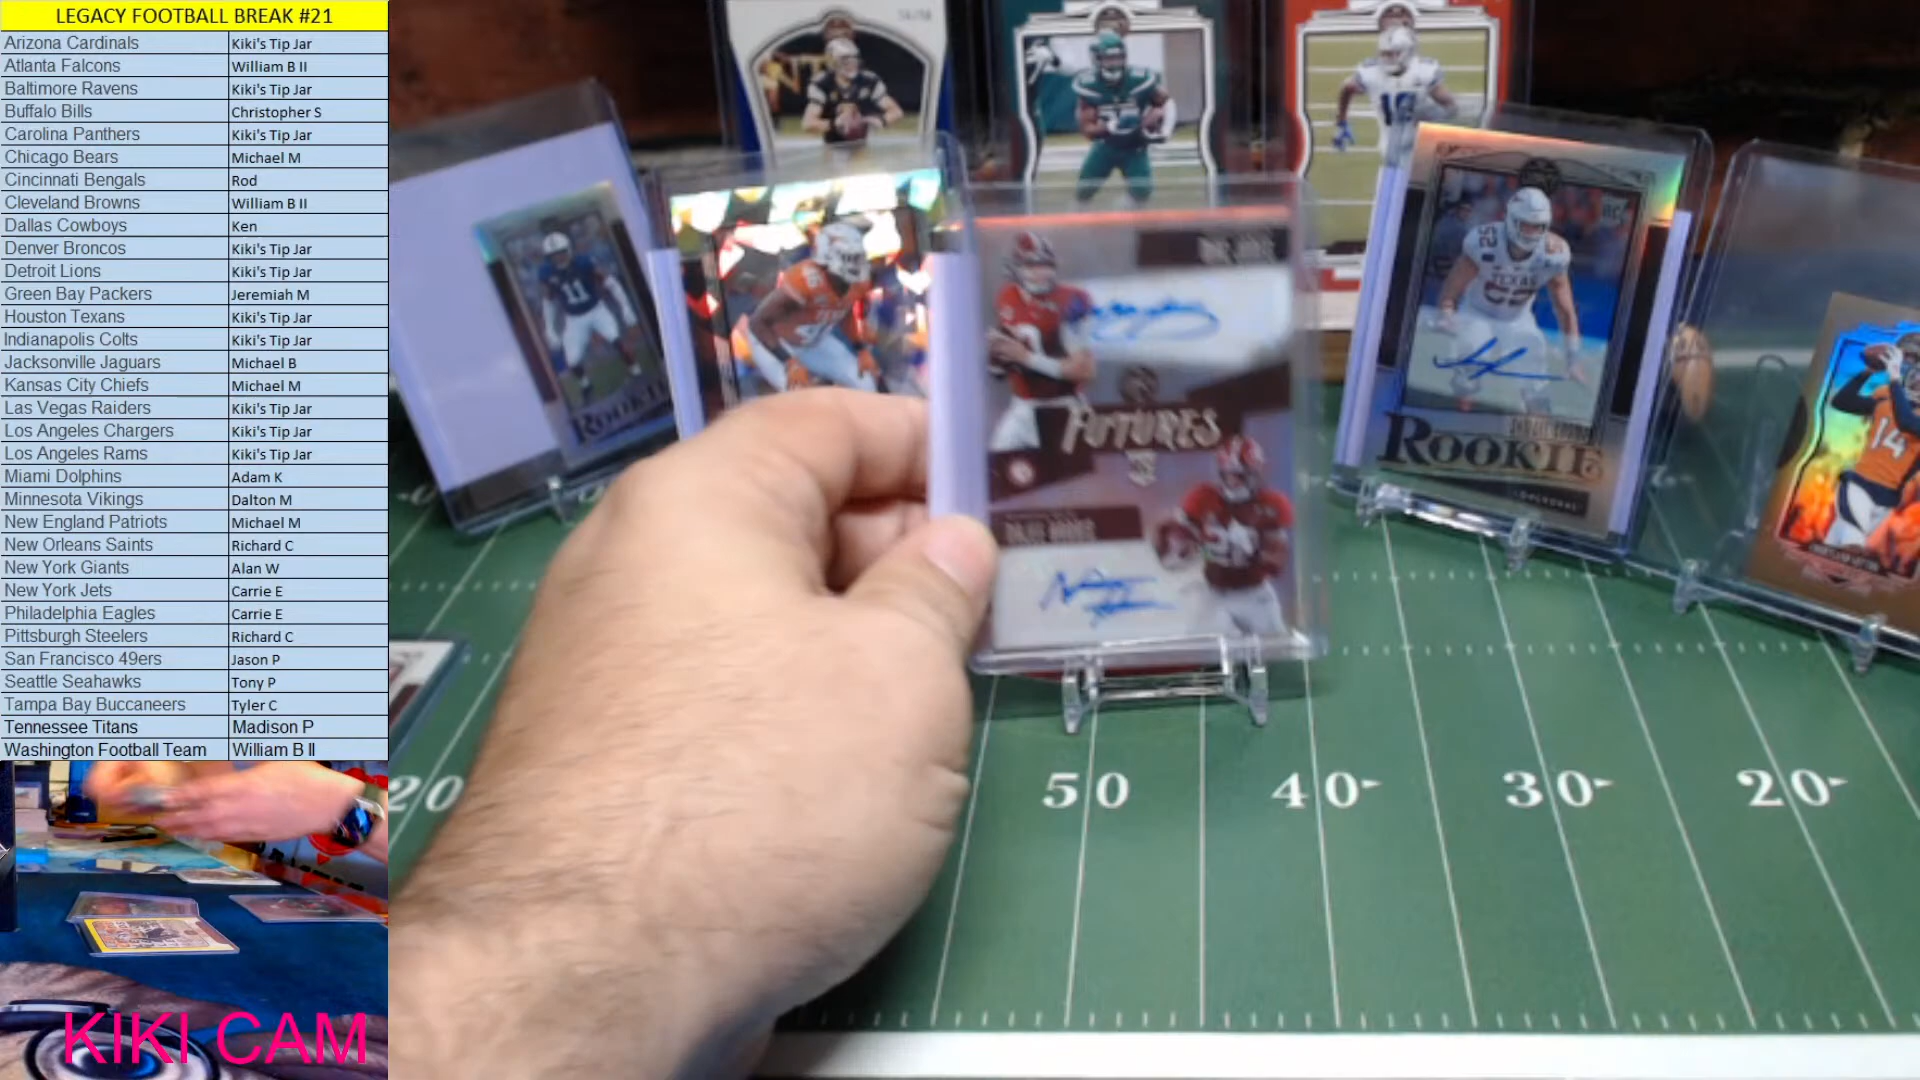 LEGACY FOOTBALL BREAK #21
Arizona Cardinals Kiki's Tip Jar
Atlanta Falcons William B II
Baltimore Ravens Kiki's Tip Jar
Buffalo Bills Christopher S
Carolina Panthers Kiki's Tip Jar
Chicago Bears Michael M
Cincinnati Bengals Rod
Cleveland Browns William B II
Dallas Cowboys Ken
Denver Broncos Kiki's Tip Jar
Detroit Lions Kiki's Tip Jar
Green Bay Packers Jeremiah M
Houston Texans Kiki's Tip Jar
Indianapolis Colts Kiki's Tip Jar
Jacksonville Jaguars Michael B
Kansas City Chiefs Michael M
Las Vegas Raiders Kiki's Tip Jar
Los Angeles Chargers Kiki's Tip Jar
Los Angeles Rams Kiki's Tip Jar
Miami Dolphins Adam K
Minnesota Vikings Dalton M
New England Patriots Michael M
New Orleans Saints Richard C
New York Giants Alan W
New York Jets Carrie E
Philadelphia Eagles Carrie E
Pittsburgh Steelers Richard C
San Francisco 49ers Jason P
Seattle Seahawks Tony P
Tampa Bay Buccaneers Tyler C
Tennessee Titans Madison P
Washington Football Team William B II
KIKI CAM
11
ROOKIE
FUTURES
TEXAS
52
ROOKIE
14
20
50
40
30
20